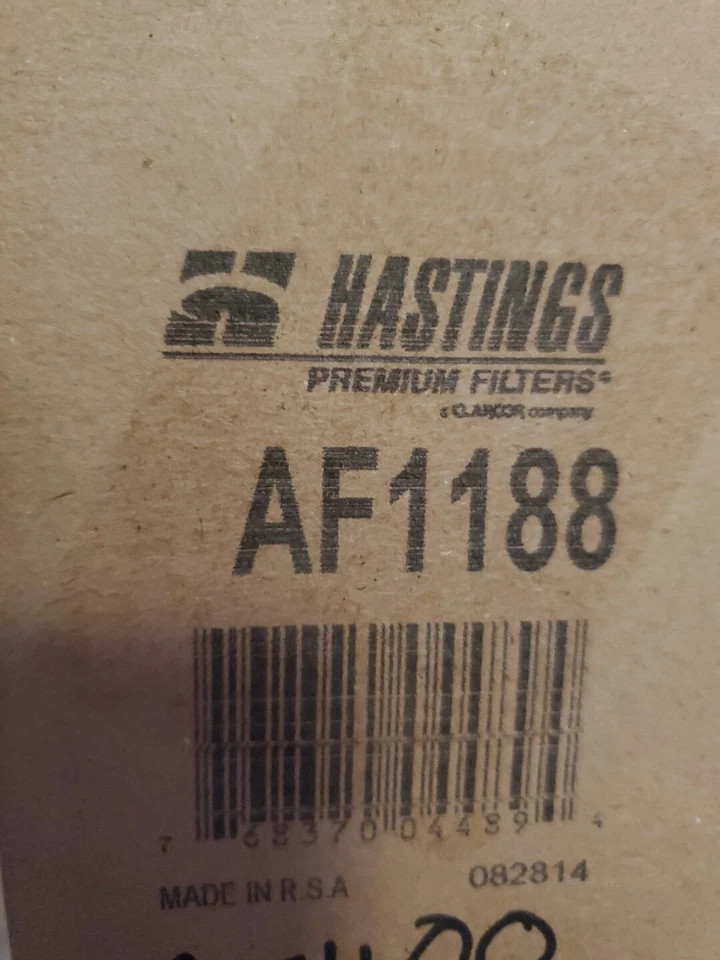 HASTINGS
PREMIUM FILTERS®
a CLARCOR company
AF1188
7 68370 04489 4
MADE IN R.S.A 082814